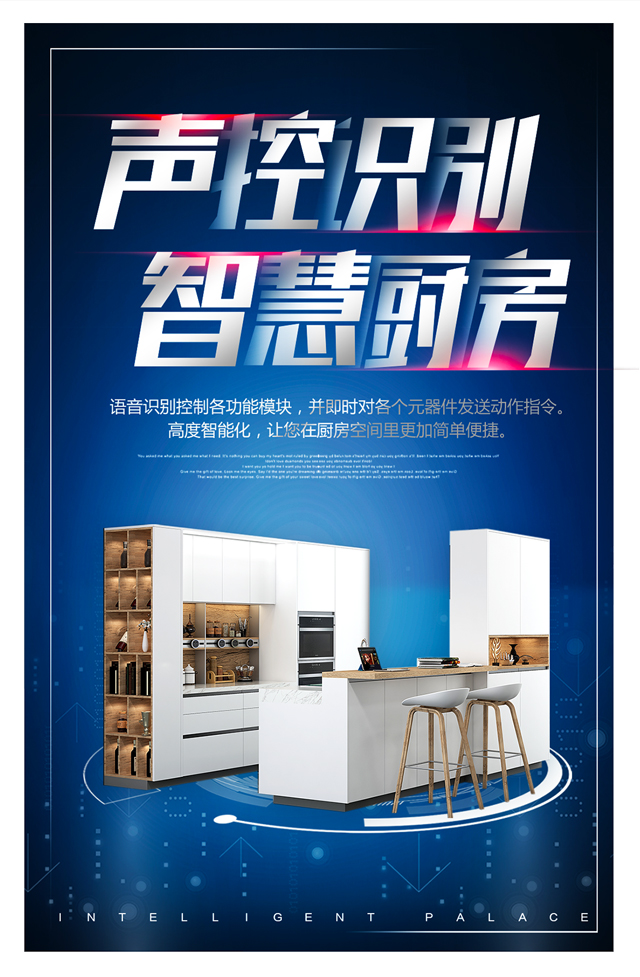 声控识别
智慧厨房
语音识别控制各功能模块，并即时对各个元器件发送动作指令。
高度智能化，让您在厨房空间里更加简单便捷。
INTELLIGENT PALACE